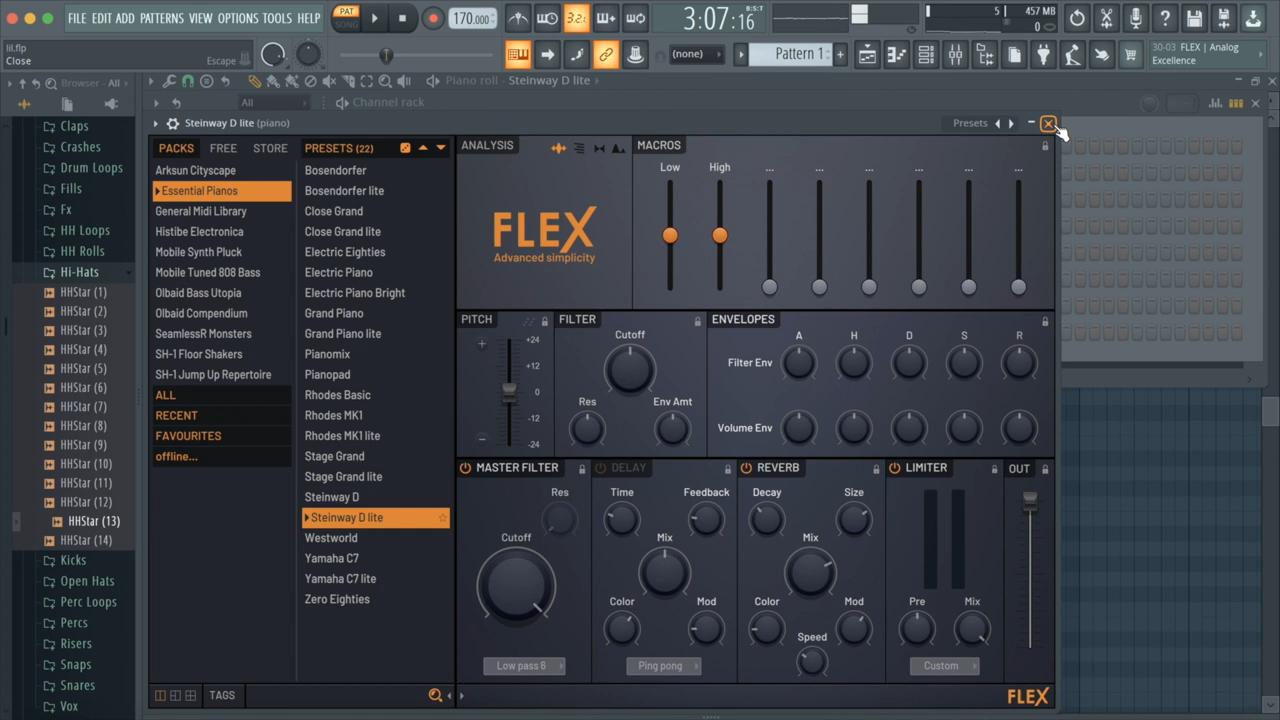 FILE EDIT ADD PATTERNS VIEW OPTIONS TOOLS HELP
PAT
SONG
170.000
3:07:16
B:S:T
5
457 MB
0
lil.flp
Close
Escape
(none)
Pattern 1
+
30-03 FLEX | Analog
Excellence
Browser - All
Piano roll - Steinway D lite
All
Channel rack
Steinway D lite (piano)
Presets
Claps
Crashes
Drum Loops
Fills
Fx
HH Loops
HH Rolls
Hi-Hats
HHStar (1)
HHStar (2)
HHStar (3)
HHStar (4)
HHStar (5)
HHStar (6)
HHStar (7)
HHStar (8)
HHStar (9)
HHStar (10)
HHStar (11)
HHStar (12)
HHStar (13)
HHStar (14)
Kicks
Open Hats
Perc Loops
Percs
Risers
Snaps
Snares
Vox
PACKS FREE STORE
Arksun Cityscape
Essential Pianos
General Midi Library
Histibe Electronica
Mobile Synth Pluck
Mobile Tuned 808 Bass
Olbaid Bass Utopia
Olbaid Compendium
SeamlessR Monsters
SH-1 Floor Shakers
SH-1 Jump Up Repertoire
ALL
RECENT
FAVOURITES
offline...
TAGS
PRESETS (22)
Bosendorfer
Bosendorfer lite
Close Grand
Close Grand lite
Electric Eighties
Electric Piano
Electric Piano Bright
Grand Piano
Grand Piano lite
Pianomix
Pianopad
Rhodes Basic
Rhodes MK1
Rhodes MK1 lite
Stage Grand
Stage Grand lite
Steinway D
Steinway D lite
Westworld
Yamaha C7
Yamaha C7 lite
Zero Eighties
ANALYSIS
FLEX
Advanced simplicity
MACROS
Low High ... ... ... ... ... ...
PITCH
+24
+12
0
-12
-24
FILTER
Cutoff
Res
Env Amt
ENVELOPES
A H D S R
Filter Env
Volume Env
MASTER FILTER
Res
Cutoff
Low pass 6
DELAY
Time Feedback
Mix
Color Mod
Ping pong
REVERB
Decay Size
Mix
Color Mod
Speed
LIMITER
Pre Mix
Custom
OUT
FLEX